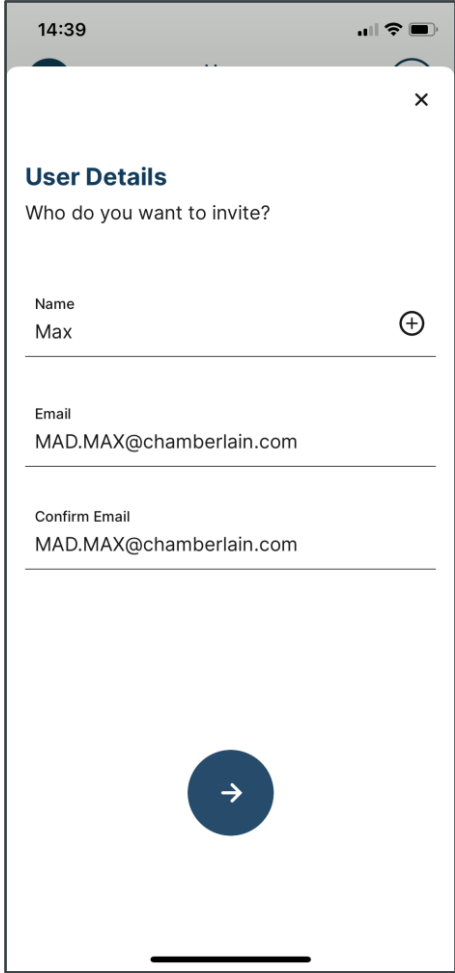 14:39
User Details
Who do you want to invite?
Name
Max
Email
MAD.MAX@chamberlain.com
Confirm Email
MAD.MAX@chamberlain.com